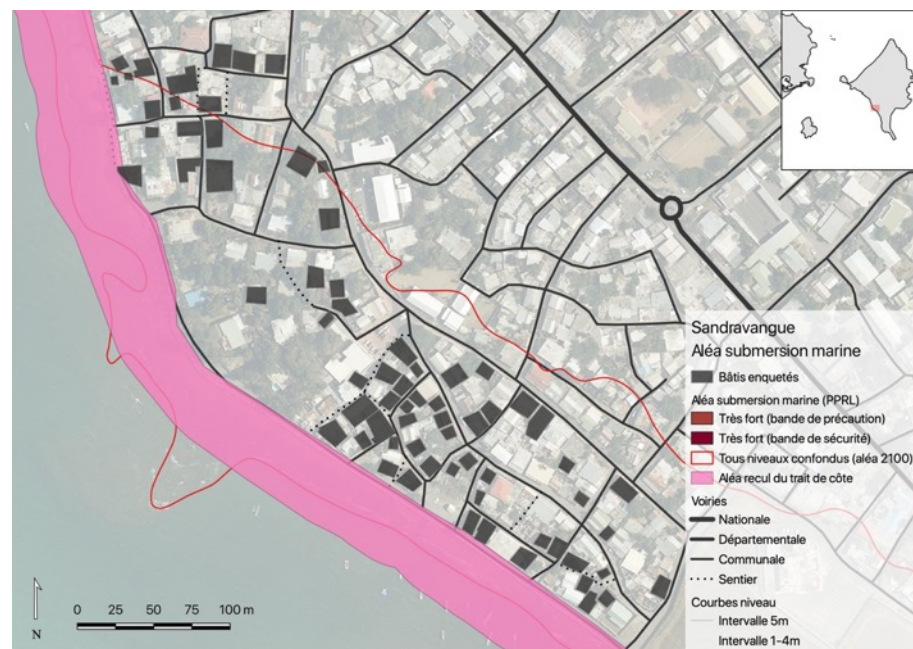 Sandravangue
Aléa submersion marine
Bâtis enquetés
Aléa submersion marine (PPRL)
Très fort (bande de précaution)
Très fort (bande de sécurité)
Tous niveaux confondus (aléa 2100)
Aléa recul du trait de côte
Voiries
Nationale
Départementale
Communale
Sentier
Courbes niveau
Intervalle 5m
Intervalle 1-4m
N
0 25 50 75 100 m